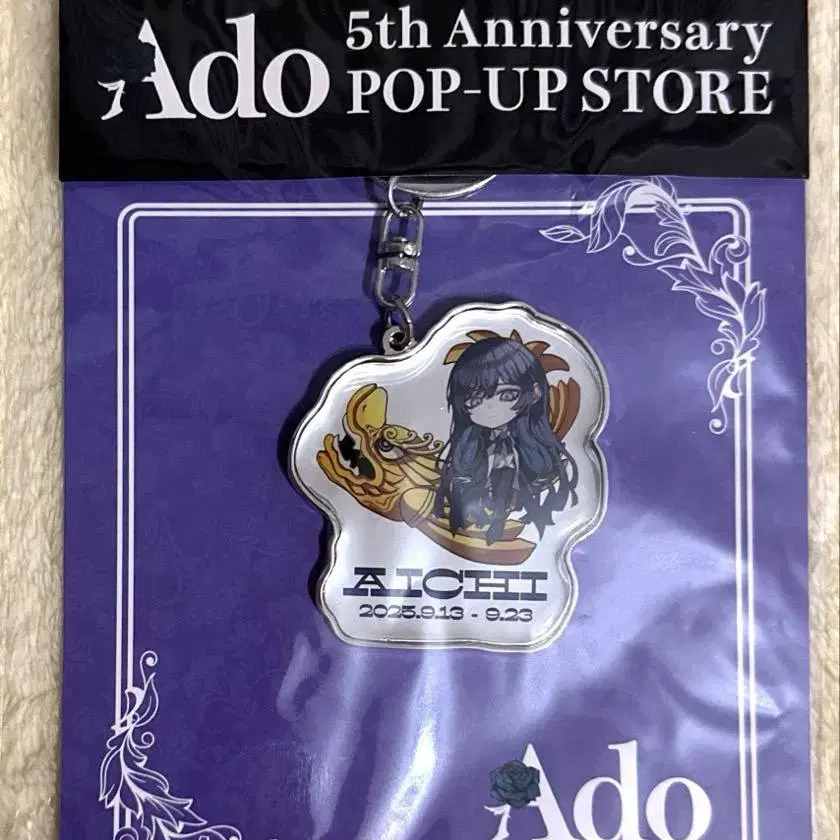 Ado
5th Anniversary
POP-UP STORE
AICHI
2025.9.13 - 9.23
Ado